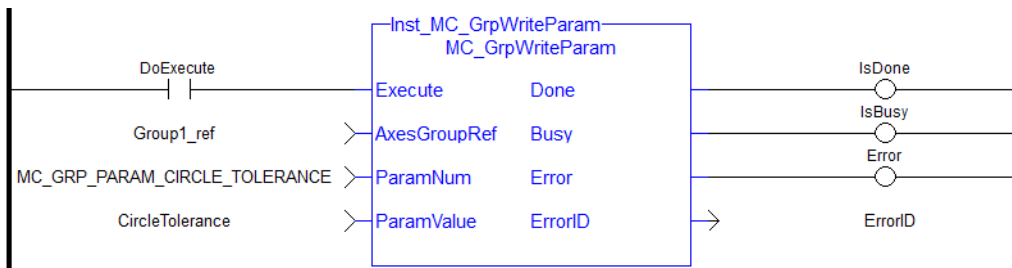 Inst_MC_GrpWriteParam
MC_GrpWriteParam
DoExecute
Execute Done
IsDone
Group1_ref
AxesGroupRef Busy
IsBusy
MC_GRP_PARAM_CIRCLE_TOLERANCE
ParamNum Error
Error
CircleTolerance
ParamValue ErrorID
ErrorID